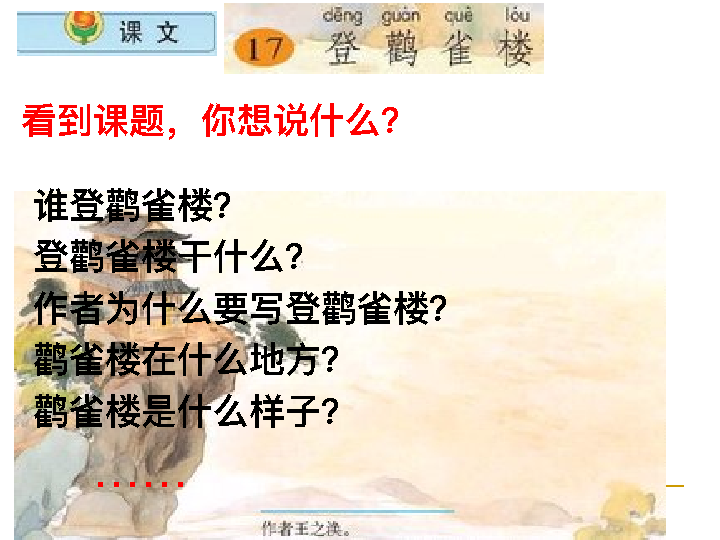 课 文
dēng guàn què lóu
17 登 鹳 雀 楼
看到课题，你想说什么？
谁登鹳雀楼？
登鹳雀楼干什么？
作者为什么要写登鹳雀楼？
鹳雀楼在什么地方？
鹳雀楼是什么样子？
······
作者王之涣。